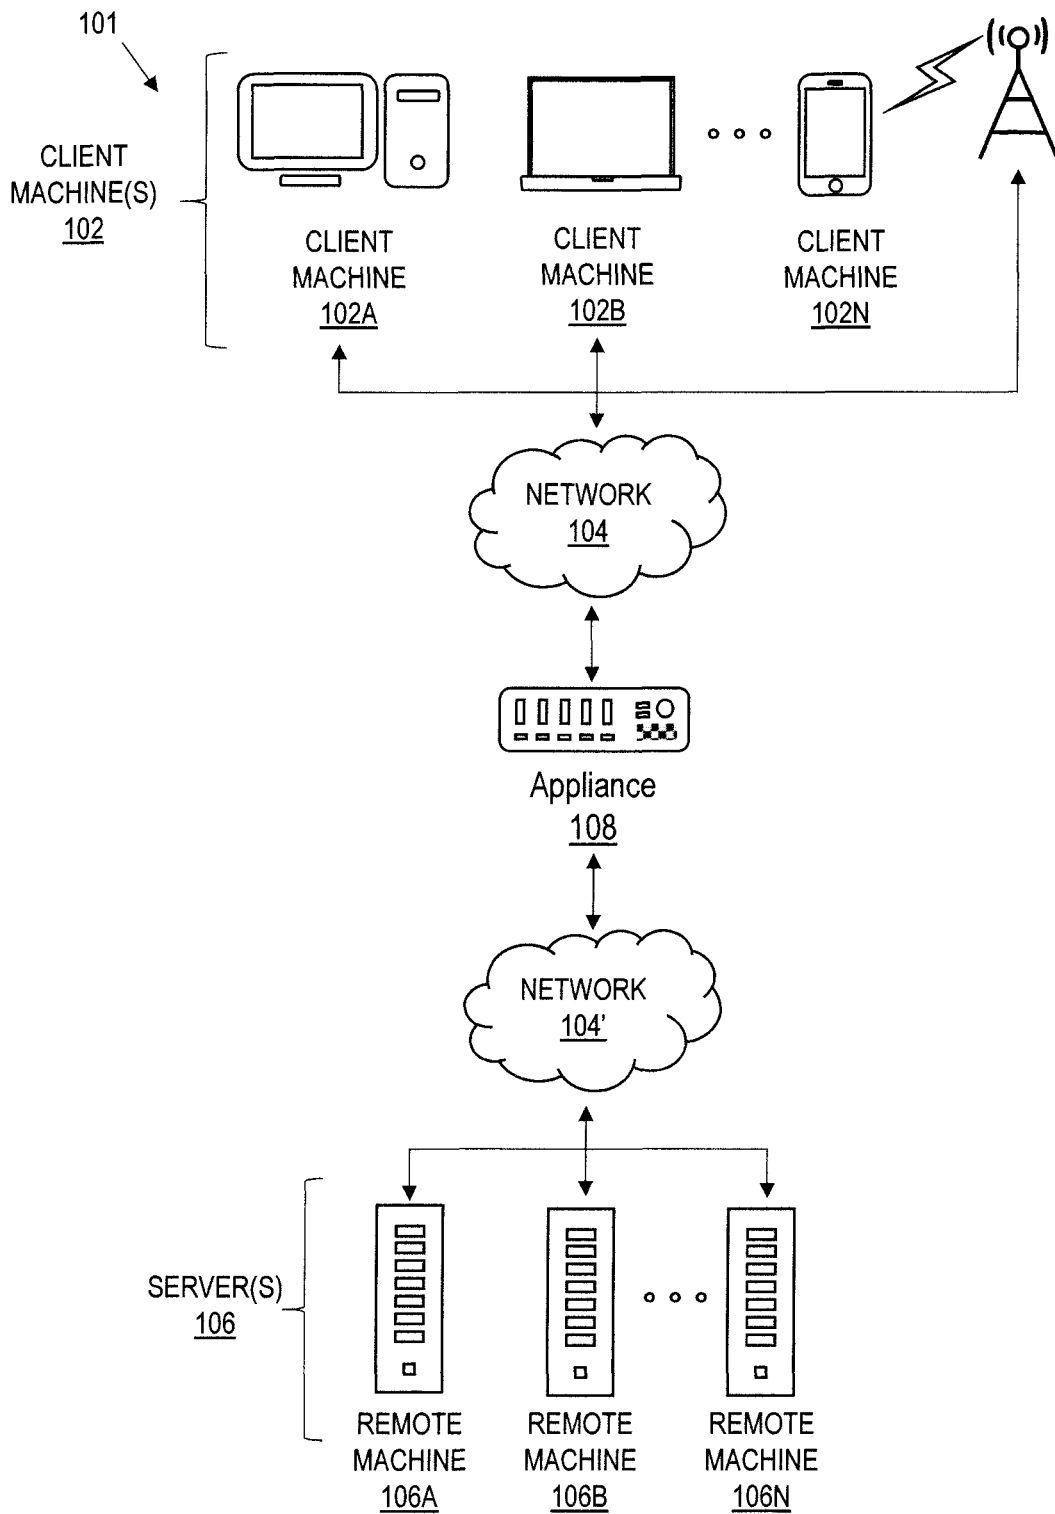 101
CLIENT
MACHINE(S)
102
CLIENT
MACHINE
102A
CLIENT
MACHINE
102B
CLIENT
MACHINE
102N
NETWORK
104
Appliance
108
NETWORK
104'
SERVER(S)
106
REMOTE
MACHINE
106A
REMOTE
MACHINE
106B
REMOTE
MACHINE
106N